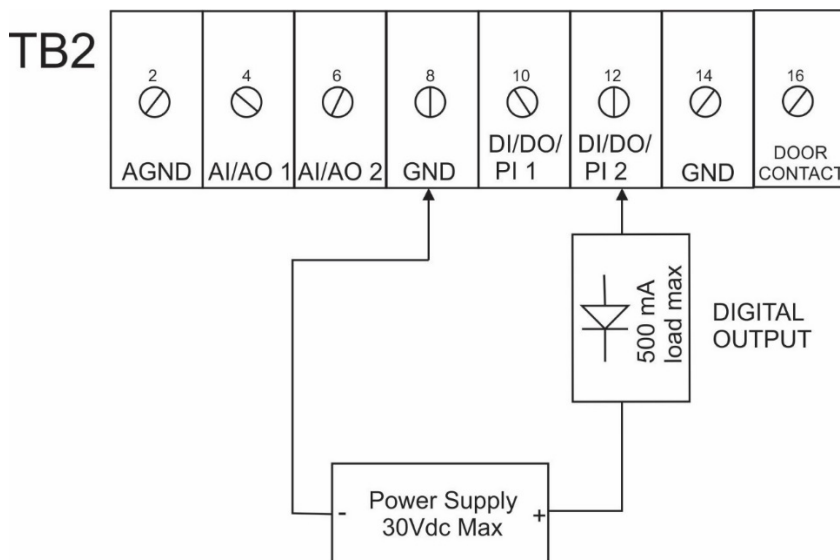 TB2
2
4
6
8
10
12
14
16
AGND
AI/AO 1
AI/AO 2
GND
DI/DO/
PI 1
DI/DO/
PI 2
GND
DOOR
CONTACT
500 mA
load max
DIGITAL
OUTPUT
Power Supply
30Vdc Max
-
+